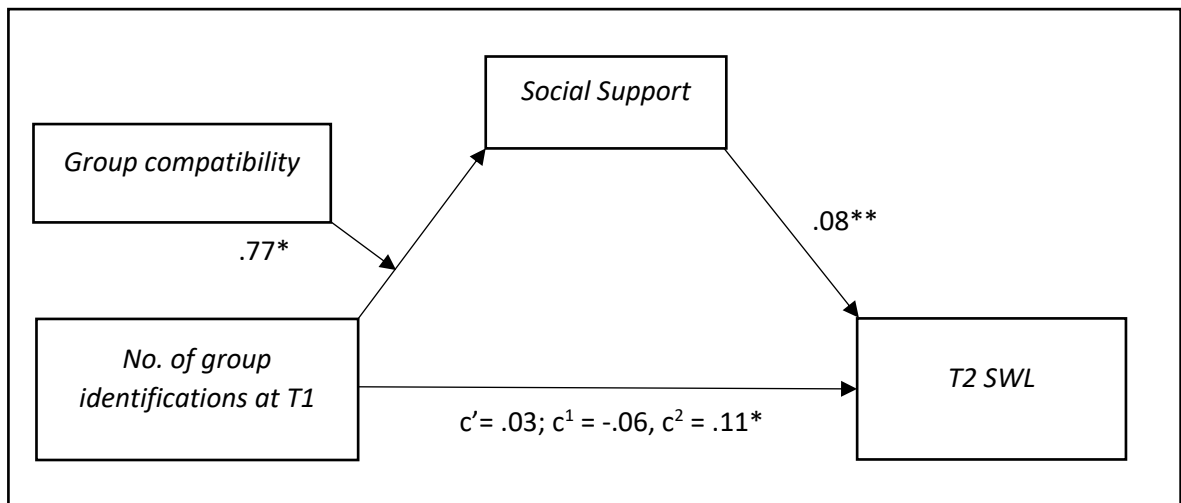 Social Support
Group compatibility
.77*
.08**
No. of group
identifications at T1
T2 SWL
c’= .03; c¹ = -.06, c² = .11*